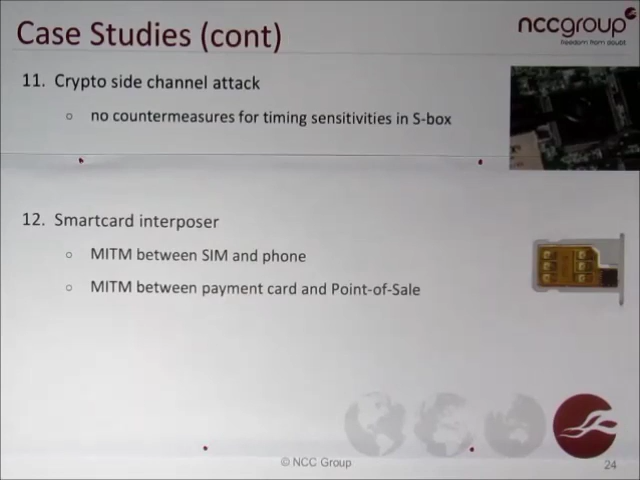 Case Studies (cont)
nccgroup
freedom from doubt
11. Crypto side channel attack
○ no countermeasures for timing sensitivities in S-box
12. Smartcard interposer
○ MITM between SIM and phone
○ MITM between payment card and Point-of-Sale
© NCC Group
24